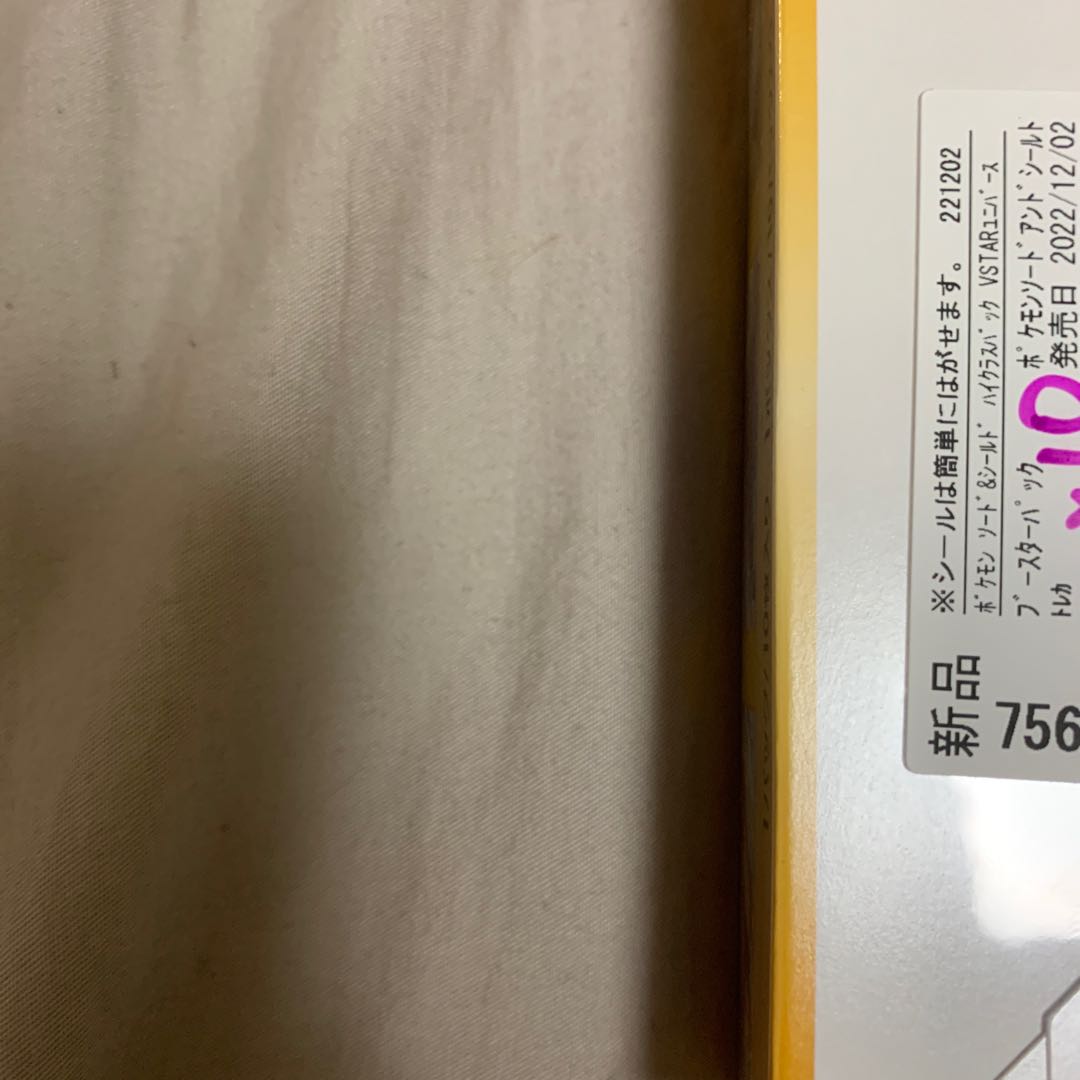 ※シールは簡単にはがせます。 221202
ﾎﾟｹﾓﾝ ｿｰﾄﾞ&ｼｰﾙﾄﾞ ﾊｲｸﾗｽﾊﾟｯｸ VSTARﾕﾆﾊﾞｰｽ
ﾌﾞｰｽﾀｰﾊﾟｯｸ ﾎﾟｹﾓﾝｿｰﾄﾞｱﾝﾄﾞｼｰﾙﾄ
ﾄﾚｶ ×10 発売日 2022/12/02
新品
756